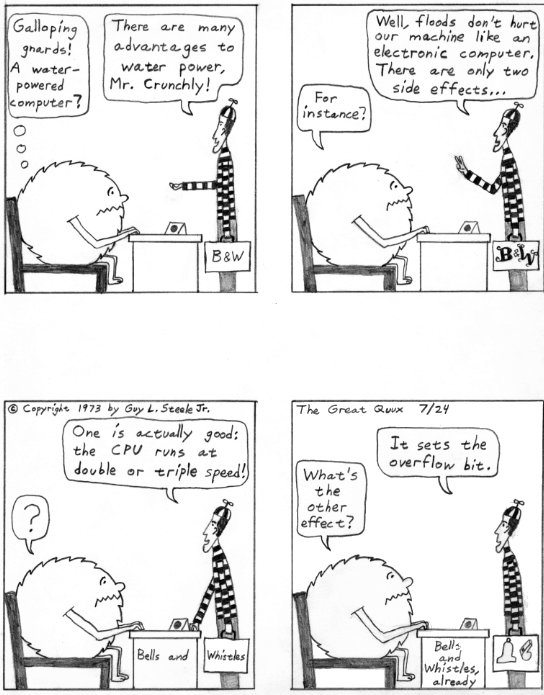 Galloping
gnards!
A water-
powered
computer?
There are many
advantages to
water power,
Mr. Crunchly!
B&W
For
instance?
Well, floods don't hurt
our machine like an
electronic computer.
There are only two
side effects...
B&W
© Copyright 1973 by Guy L. Steele Jr.
One is actually good:
the CPU runs at
double or triple speed!
?
Bells and
Whistles
The Great Quux 7/24
What's
the
other
effect?
It sets the
overflow bit.
Bells
and
Whistles,
already